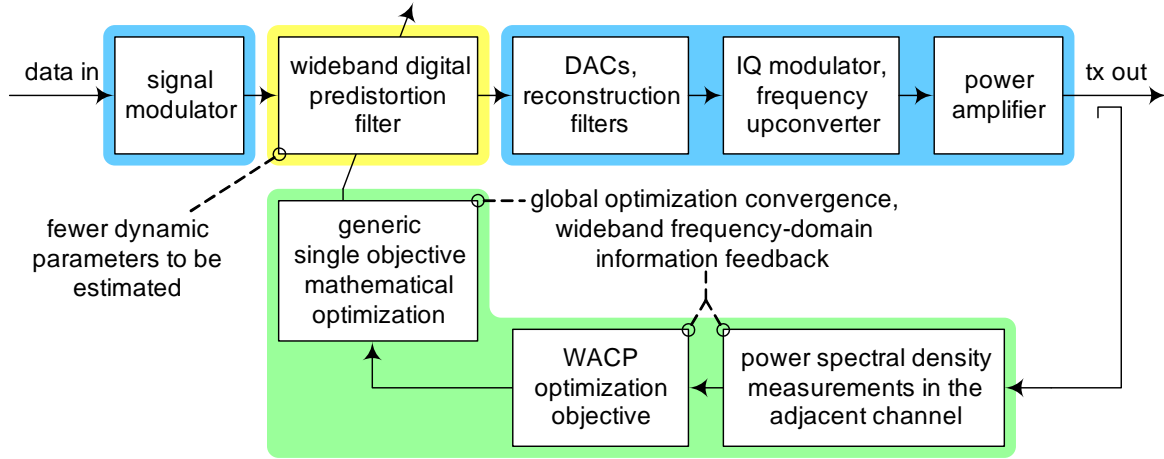 data in
signal
modulator
wideband digital
predistortion
filter
DACs,
reconstruction
filters
IQ modulator,
frequency
upconverter
power
amplifier
tx out
fewer dynamic
parameters to be
estimated
generic
single objective
mathematical
optimization
global optimization convergence,
wideband frequency-domain
information feedback
WACP
optimization
objective
power spectral density
measurements in the
adjacent channel